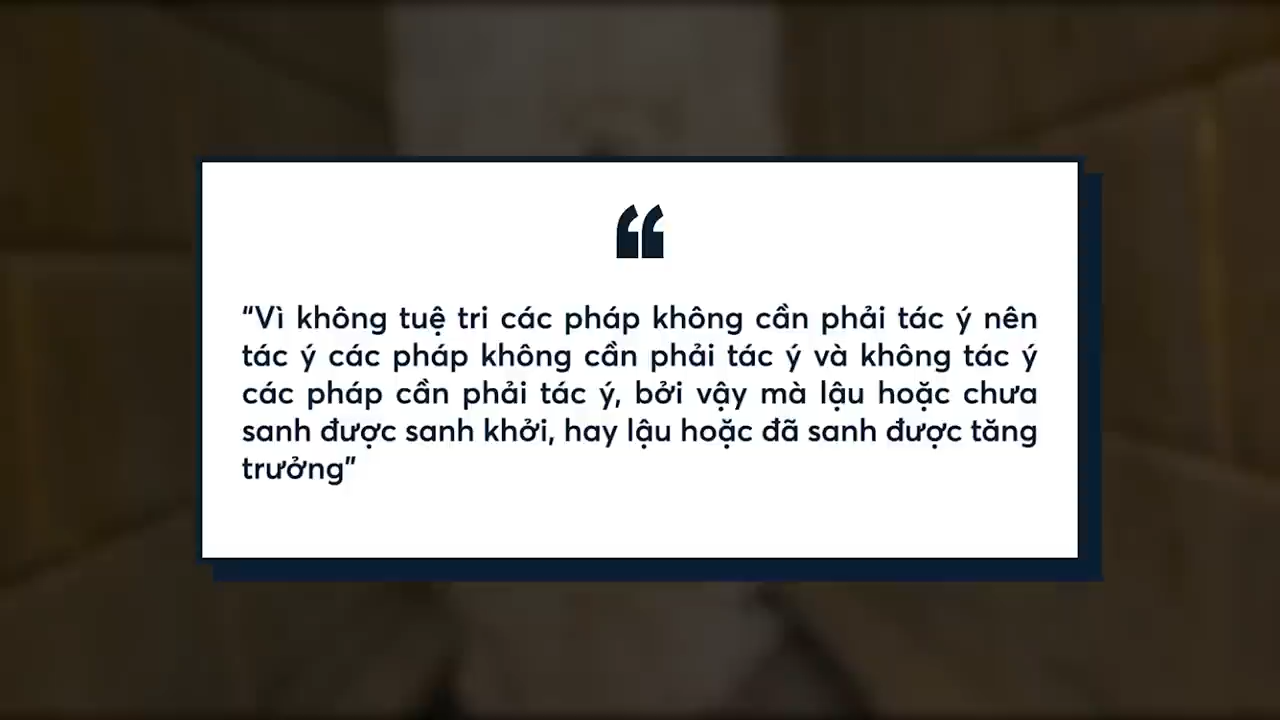 “Vì không tuệ tri các pháp không cần phải tác ý nên
tác ý các pháp không cần phải tác ý và không tác ý
các pháp cần phải tác ý, bởi vậy mà lậu hoặc chưa
sanh được sanh khởi, hay lậu hoặc đã sanh được tăng
trưởng”